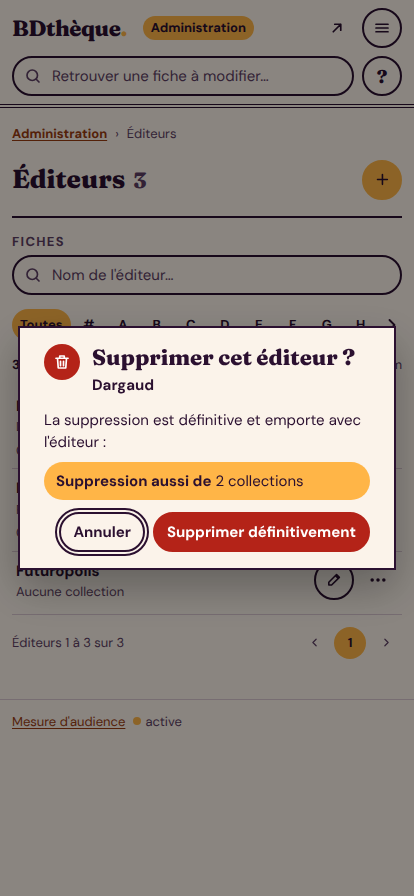 BDthèque.
Administration
Retrouver une fiche à modifier...
?
Administration › Éditeurs
Éditeurs 3
+
FICHES
Nom de l'éditeur...
Toutes # A B C D E F G H
3
Supprimer cet éditeur ?
Dargaud
La suppression est définitive et emporte avec
l'éditeur :
Suppression aussi de 2 collections
Annuler
Supprimer définitivement
Futuropolis
Aucune collection
Éditeurs 1 à 3 sur 3
‹ 1 ›
Mesure d'audience
active